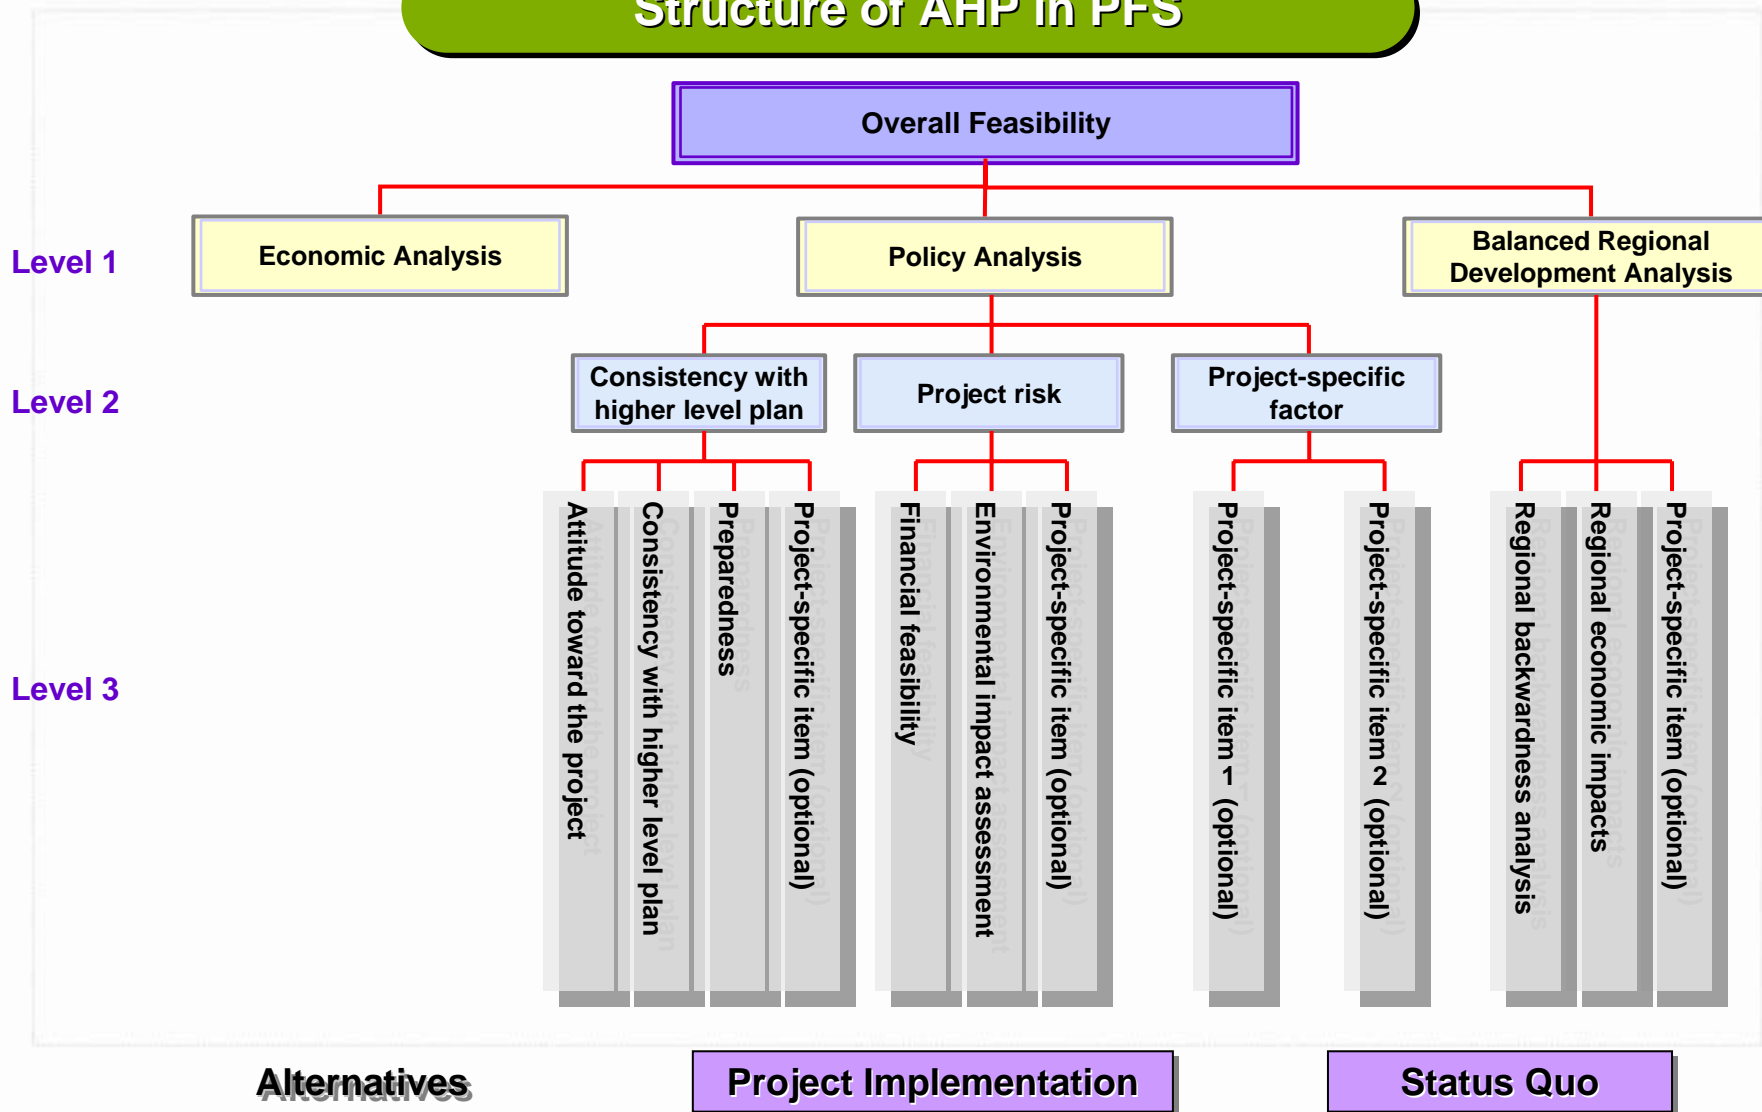 Structure of AHP in PFS
Overall Feasibility
Level 1
Economic Analysis
Policy Analysis
Balanced Regional
Development Analysis
Level 2
Consistency with
higher level plan
Project risk
Project-specific
factor
Level 3
Attitude toward the project
Consistency with higher level plan
Preparedness
Project-specific item (optional)
Financial feasibility
Environmental impact assessment
Project-specific item (optional)
Project-specific item 1 (optional)
Project-specific item 2 (optional)
Regional backwardness analysis
Regional economic impacts
Project-specific item (optional)
Alternatives
Project Implementation
Status Quo